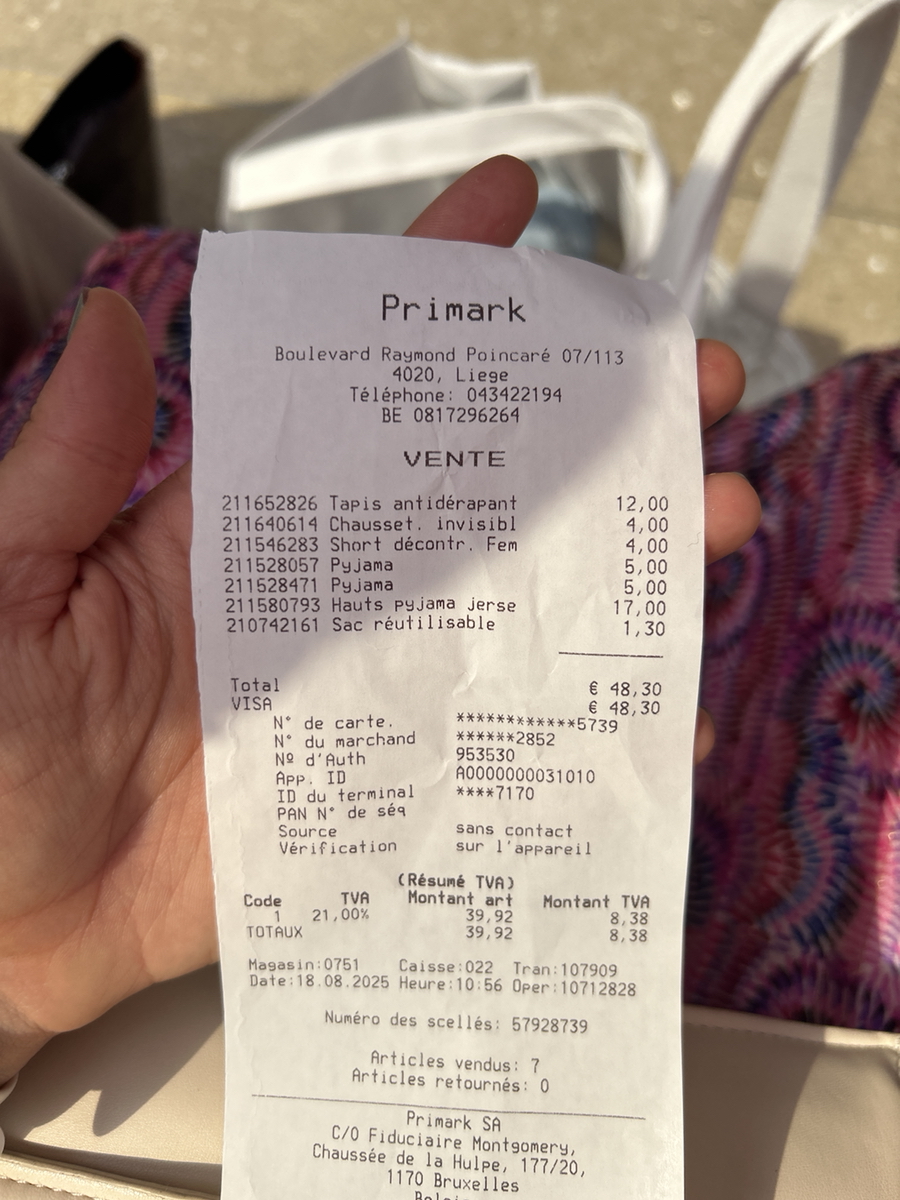 Primark
Boulevard Raymond Poincaré 07/113
4020, Liege
Téléphone: 043422194
BE 0817296264
VENTE
211652826 Tapis antidérapant 12,00
211640614 Chausset. invisibl 4,00
211546283 Short décontr. Fem 4,00
211528057 Pyjama 5,00
211528471 Pyjama 5,00
211580793 Hauts pyjama jerse 17,00
210742161 Sac réutilisable 1,30
Total € 48,30
VISA € 48,30
N° de carte. ************5739
N° du marchand ******2852
Nº d'Auth 953530
App. ID A0000000031010
ID du terminal ****7170
PAN N° de séq
Source sans contact
Vérification sur l'appareil
(Résumé TVA)
Code TVA Montant art Montant TVA
1 21,00% 39,92 8,38
TOTAUX 39,92 8,38
Magasin:0751 Caisse:022 Tran:107909
Date:18.08.2025 Heure:10:56 Oper:10712828
Numéro des scellés: 57928739
Articles vendus: 7
Articles retournés: 0
Primark SA
C/O Fiduciaire Montgomery,
Chaussée de la Hulpe, 177/20,
1170 Bruxelles